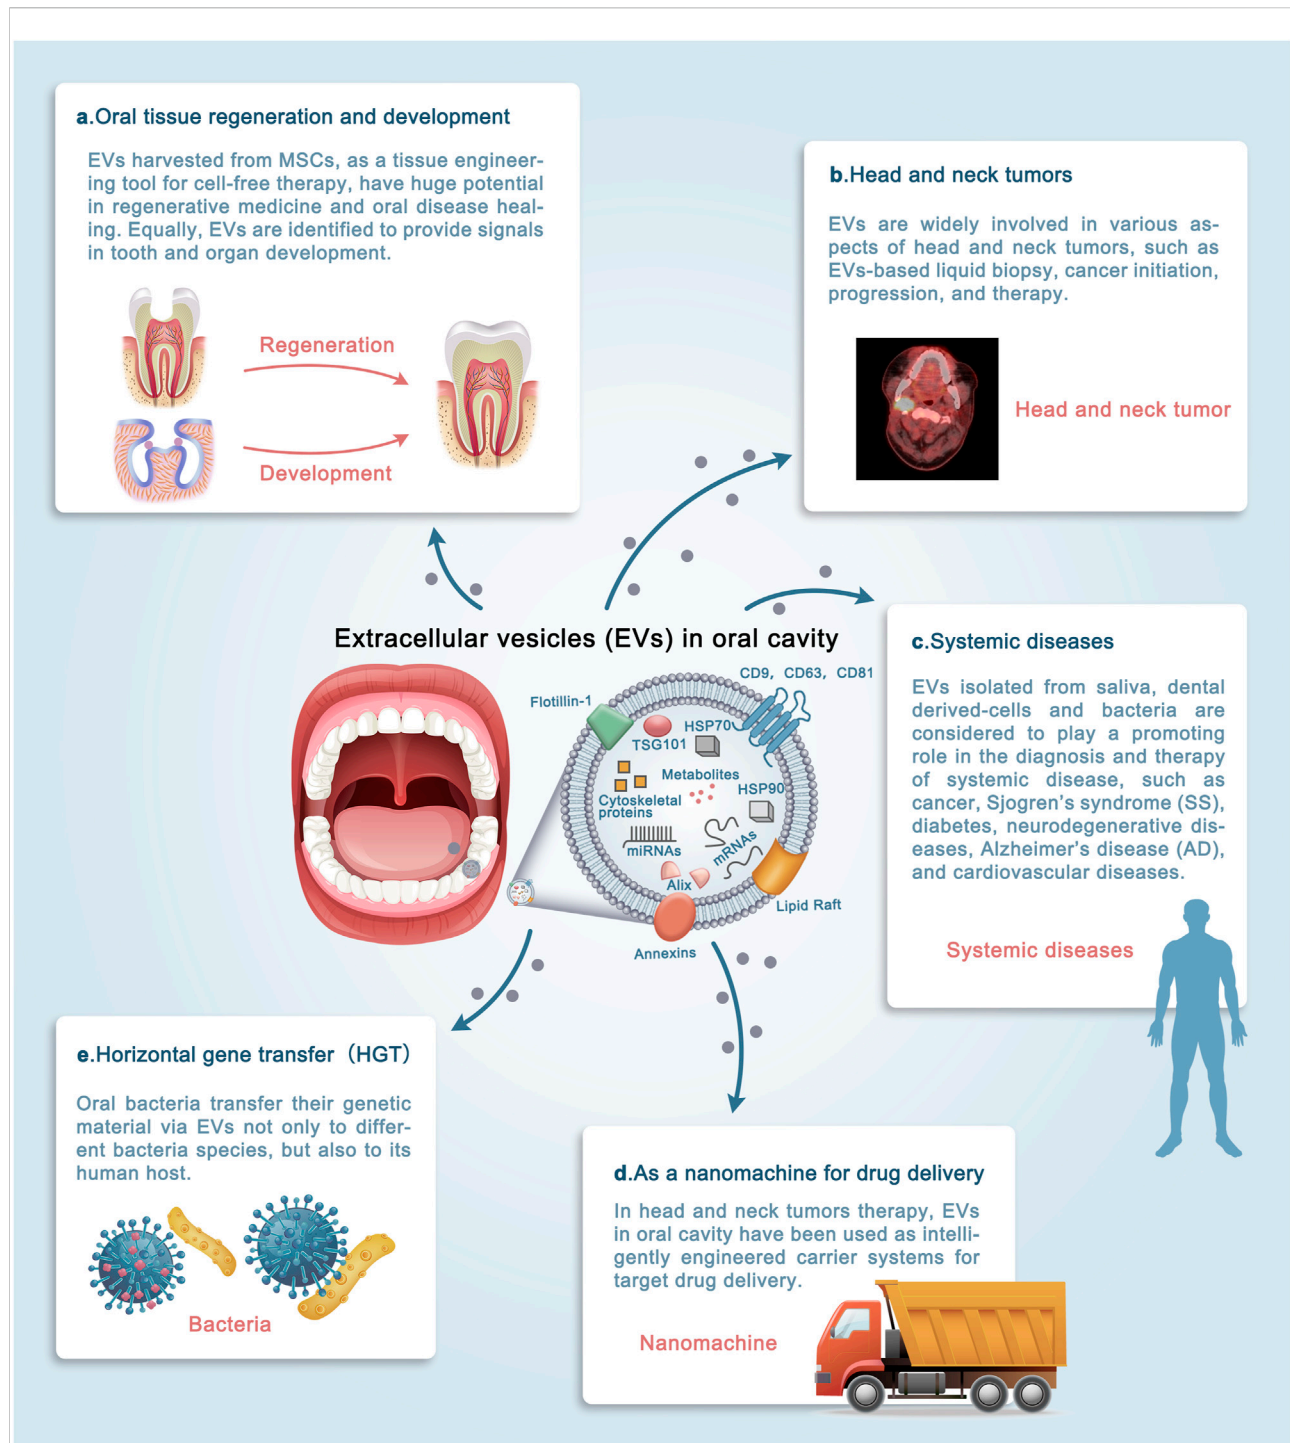 a.Oral tissue regeneration and development
EVs harvested from MSCs, as a tissue engineer-
ing tool for cell-free therapy, have huge potential
in regenerative medicine and oral disease heal-
ing. Equally, EVs are identified to provide signals
in tooth and organ development.
Regeneration
Development
b.Head and neck tumors
EVs are widely involved in various as-
pects of head and neck tumors, such as
EVs-based liquid biopsy, cancer initiation,
progression, and therapy.
Head and neck tumor
Extracellular vesicles (EVs) in oral cavity
CD9, CD63, CD81
Flotillin-1
HSP70
TSG101
Metabolites
HSP90
Cytoskeletal
proteins
miRNAs
mRNAs
Alix
Lipid Raft
Annexins
c.Systemic diseases
EVs isolated from saliva, dental
derived-cells and bacteria are
considered to play a promoting
role in the diagnosis and therapy
of systemic disease, such as
cancer, Sjogren's syndrome (SS),
diabetes, neurodegenerative dis-
eases, Alzheimer's disease (AD),
and cardiovascular diseases.
Systemic diseases
e.Horizontal gene transfer（HGT）
Oral bacteria transfer their genetic
material via EVs not only to differ-
ent bacteria species, but also to its
human host.
Bacteria
d.As a nanomachine for drug delivery
In head and neck tumors therapy, EVs
in oral cavity have been used as intelli-
gently engineered carrier systems for
target drug delivery.
Nanomachine